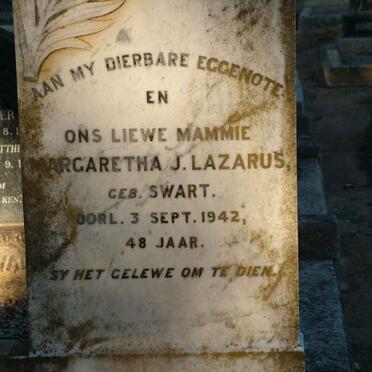 AAN MY DIERBARE EGGENOTE
EN
ONS LIEWE MAMMIE
MARGARETHA J. LAZARUS,
GEB. SWART.
OORL. 3 SEPT. 1942,
48 JAAR.
SY HET GELEWE OM TE DIEN.